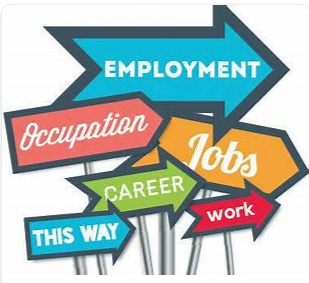 EMPLOYMENT
Occupation
Jobs
CAREER
work
THIS WAY